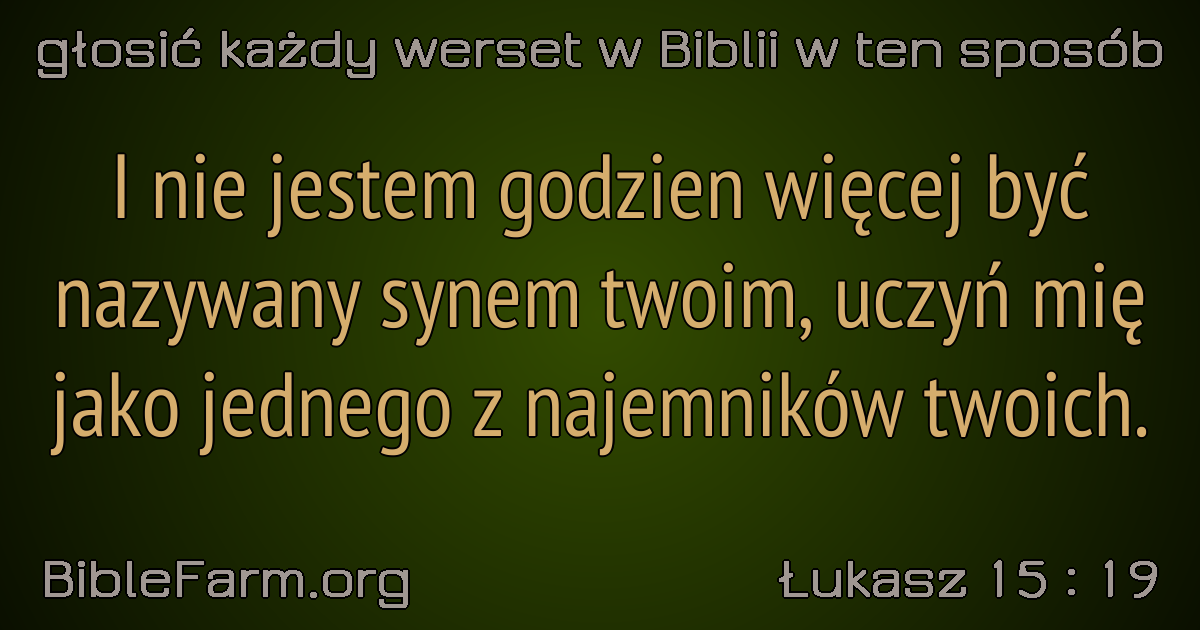 głosić każdy werset w Biblii w ten sposób
I nie jestem godzien więcej być
nazywany synem twoim, uczyń mię
jako jednego z najemników twoich.
BibleFarm.org
Łukasz 15 : 19